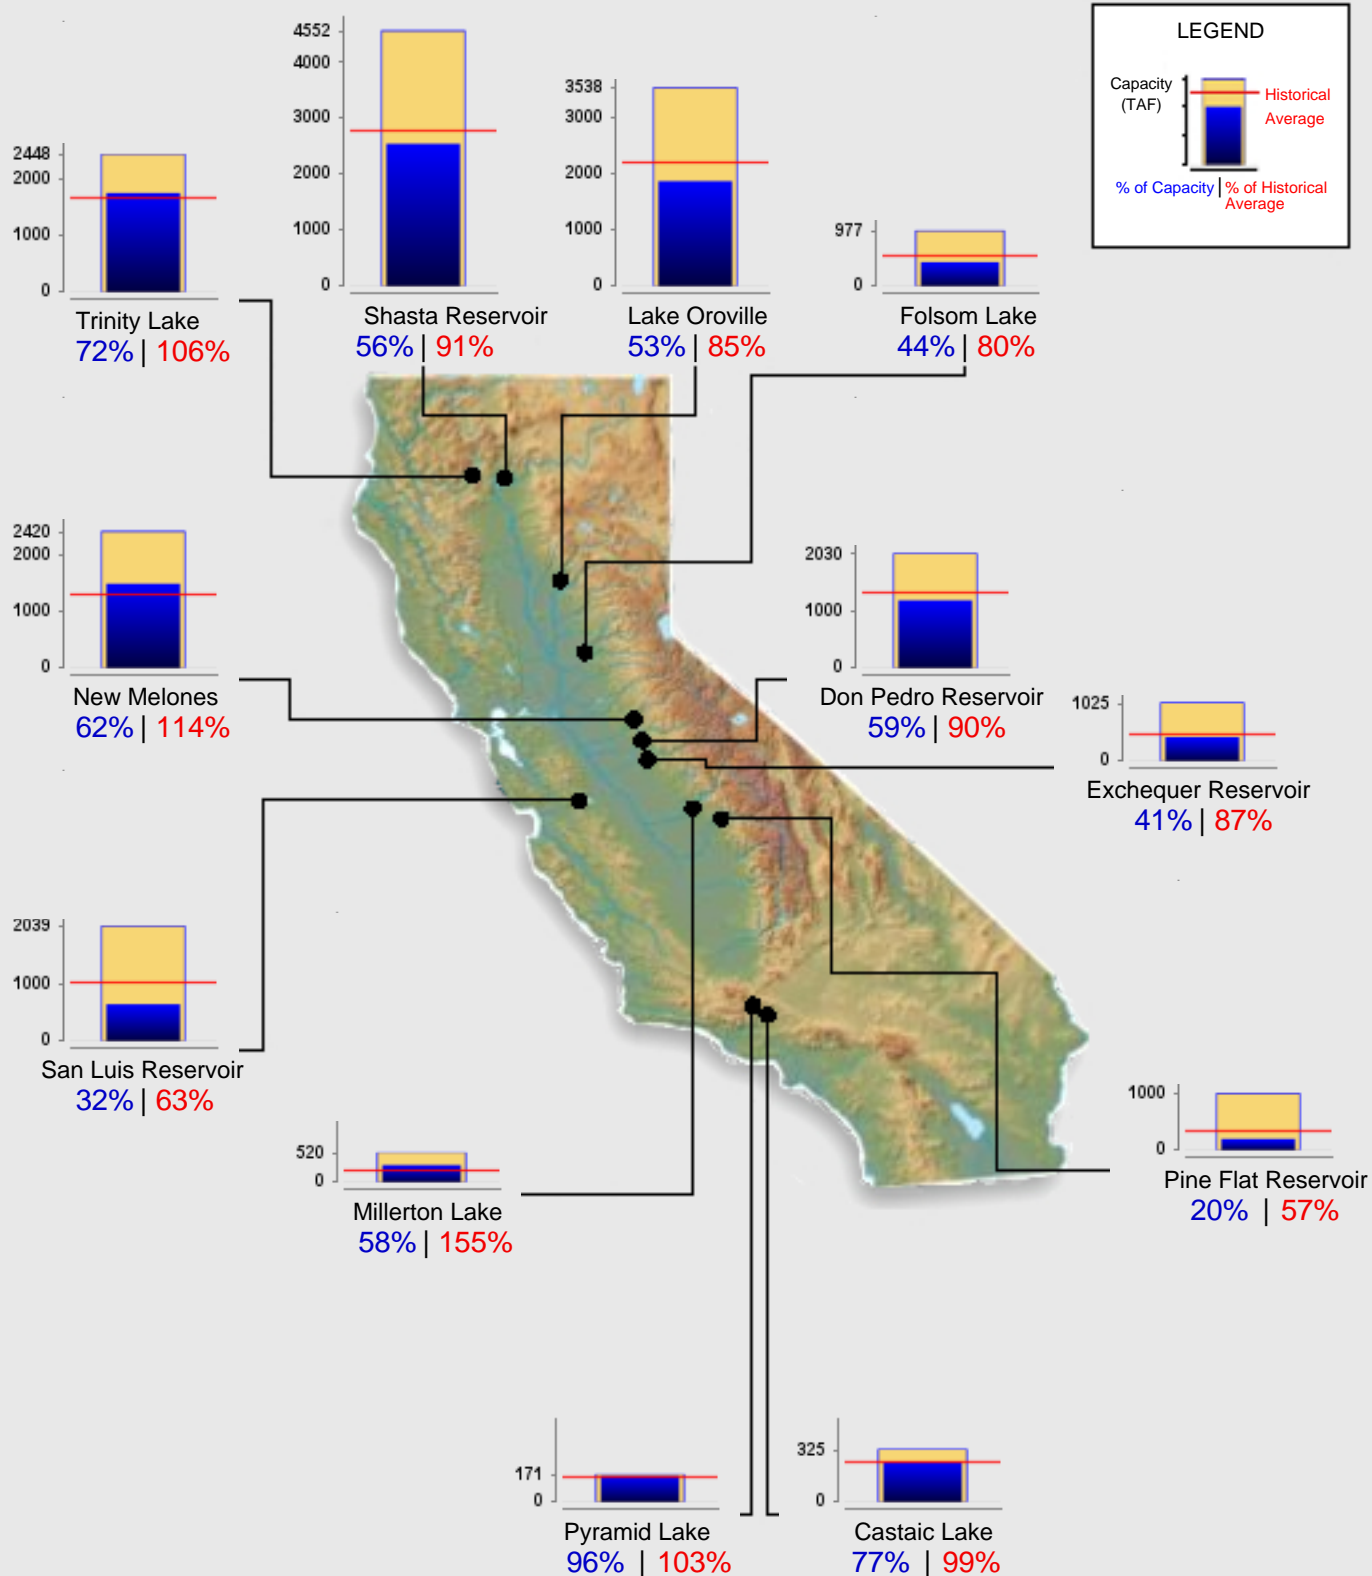 LEGEND
Capacity
(TAF)
Historical
Average
% of Capacity | % of Historical
Average
4552
4000
3000
2000
1000
0
Shasta Reservoir
56% | 91%
3538
3000
2000
1000
0
Lake Oroville
53% | 85%
2448
2000
1000
0
Trinity Lake
72% | 106%
977
0
Folsom Lake
44% | 80%
2420
2000
1000
0
New Melones
62% | 114%
2030
1000
0
Don Pedro Reservoir
59% | 90%
1025
0
Exchequer Reservoir
41% | 87%
2039
1000
0
San Luis Reservoir
32% | 63%
520
0
Millerton Lake
58% | 155%
1000
0
Pine Flat Reservoir
20% | 57%
171
0
Pyramid Lake
96% | 103%
325
0
Castaic Lake
77% | 99%